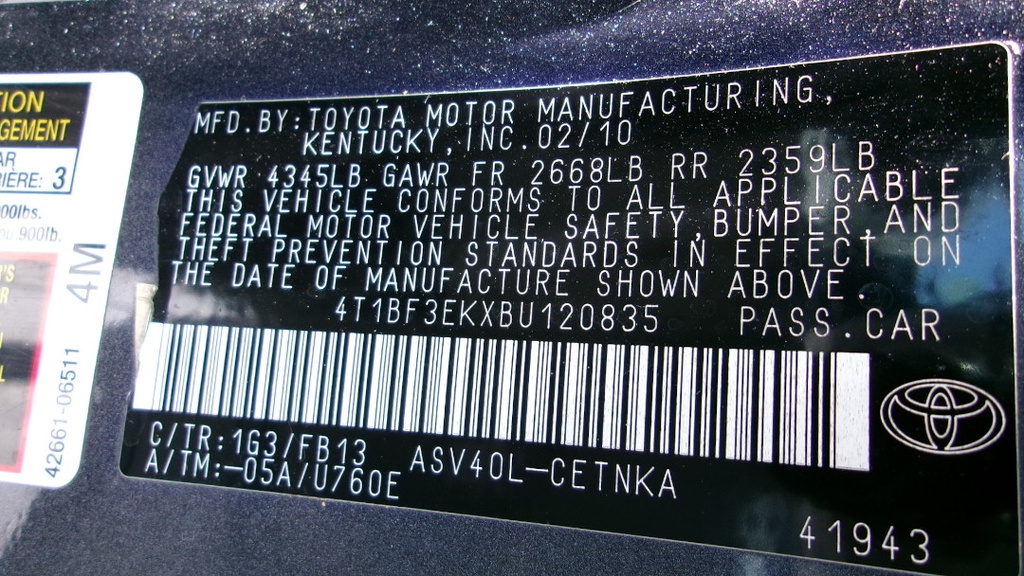 TION
GEMENT
AR
RIÈRE: 3
900lb.
4M
42661-06511
MFD.BY:TOYOTA MOTOR MANUFACTURING,
KENTUCKY,INC.02/10
GVWR 4345LB GAWR FR 2668LB RR 2359LB
THIS VEHICLE CONFORMS TO ALL APPLICABLE
FEDERAL MOTOR VEHICLE SAFETY,BUMPER,AND
THEFT PREVENTION STANDARDS IN EFFECT ON
THE DATE OF MANUFACTURE SHOWN ABOVE.
4T1BF3EKXBU120835 PASS.CAR
C/TR:1G3/FB13
A/TM:-05A/U760E ASV40L-CETNKA
41943